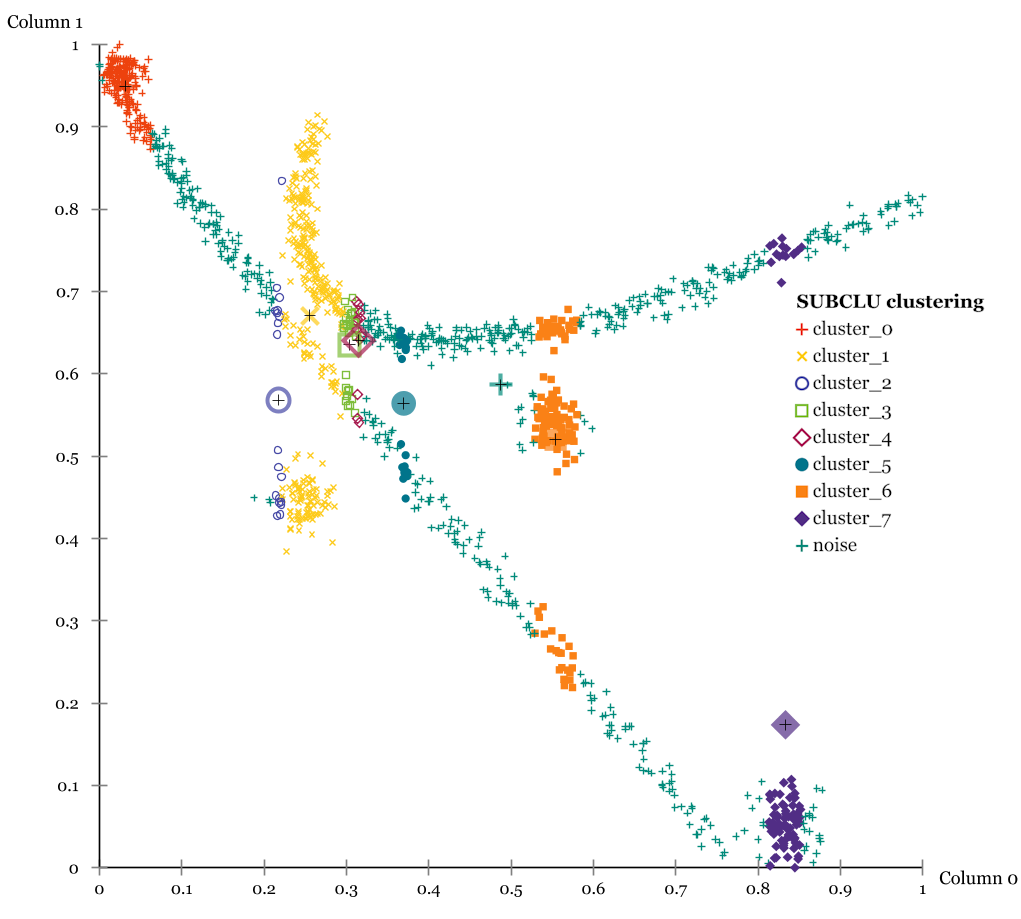 Column 1
1
0.9
0.8
0.7
0.6
0.5
0.4
0.3
0.2
0.1
0
SUBCLU clustering
cluster_0
cluster_1
cluster_2
cluster_3
cluster_4
cluster_5
cluster_6
cluster_7
noise
0 0.1 0.2 0.3 0.4 0.5 0.6 0.7 0.8 0.9 1
Column 0